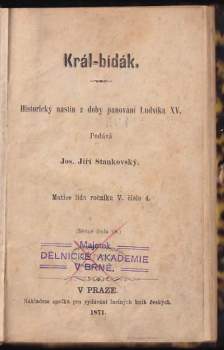 Král-bídák.
Historický nastin z doby panování Ludvíka XV.
Podává
Jos. Jiří Stankovský.
Matice lidu ročníku V. číslo 4.
Majetek
DĚLNICKÉ AKADEMIE
V BRNĚ.
V PRAZE.
Nákladem spolku pro vydávání laciných knih českých.
1871.